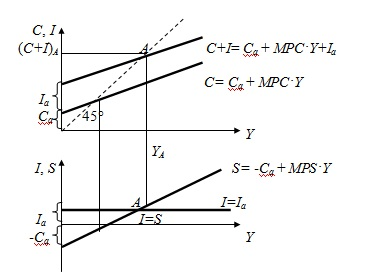 C, I
(C+I)A
A
C+I= Ca + MPC·Y+Ia
C= Ca + MPC·Y
Ia
Ca
45°
Y
YA
I, S
S= -Ca + MPS·Y
A
I=Ia
Ia
I=S
-Ca
Y